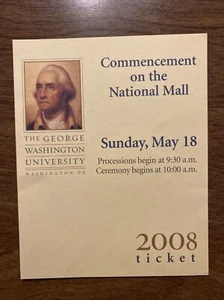 Commencement
on the
National Mall
THE GEORGE
WASHINGTON
UNIVERSITY
WASHINGTON DC
Sunday, May 18
Processions begin at 9:30 a.m.
Ceremony begins at 10:00 a.m.
2008
ticket